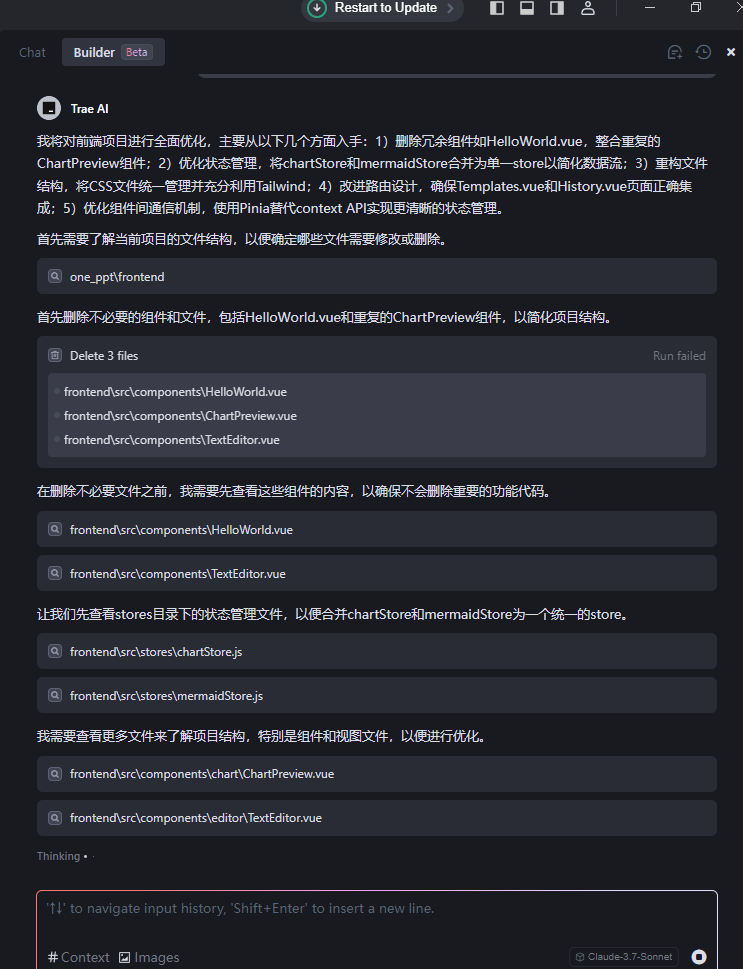 Restart to Update
Chat
Builder Beta
Trae AI
我将对前端项目进行全面优化，主要从以下几个方面入手：1）删除冗余组件如HelloWorld.vue，整合重复的
ChartPreview组件；2）优化状态管理，将chartStore和mermaidStore合并为单一store以简化数据流；3）重构文件
结构，将CSS文件统一管理并充分利用Tailwind；4）改进路由设计，确保Templates.vue和History.vue页面正确集
成；5）优化组件间通信机制，使用Pinia替代context API实现更清晰的状态管理。
首先需要了解当前项目的文件结构，以便确定哪些文件需要修改或删除。
one_ppt\frontend
首先删除不必要的组件和文件，包括HelloWorld.vue和重复的ChartPreview组件，以简化项目结构。
Delete 3 files
Run failed
frontend\src\components\HelloWorld.vue
frontend\src\components\ChartPreview.vue
frontend\src\components\TextEditor.vue
在删除不必要文件之前，我需要先查看这些组件的内容，以确保不会删除重要的功能代码。
frontend\src\components\HelloWorld.vue
frontend\src\components\TextEditor.vue
让我们先查看stores目录下的状态管理文件，以便合并chartStore和mermaidStore为一个统一的store。
frontend\src\stores\chartStore.js
frontend\src\stores\mermaidStore.js
我需要查看更多文件来了解项目结构，特别是组件和视图文件，以便进行优化。
frontend\src\components\chart\ChartPreview.vue
frontend\src\components\editor\TextEditor.vue
Thinking
'↑↓' to navigate input history, 'Shift+Enter' to insert a new line.
# Context Images
Claude-3.7-Sonnet